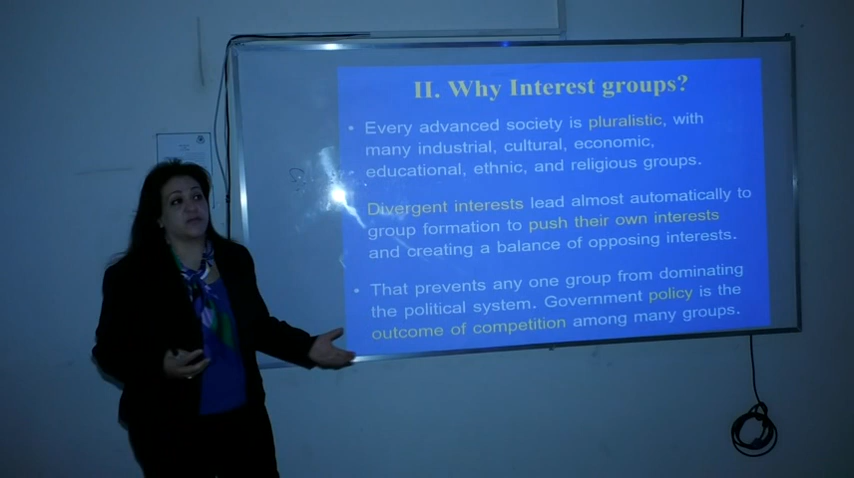 II. Why Interest groups?
• Every advanced society is pluralistic, with
many industrial, cultural, economic,
• educational, ethnic, and religious groups.
Divergent interests lead almost automatically to
group formation to push their own interests
and creating a balance of opposing interests.
• That prevents any one group from dominating
the political system. Government policy is the
outcome of competition among many groups.